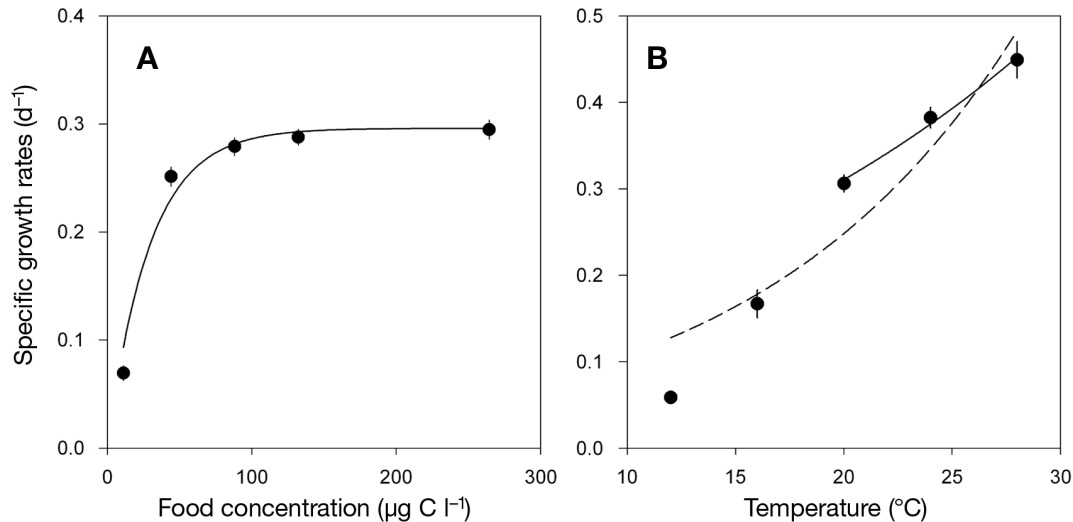 A
B
Specific growth rates (d⁻¹)
0.4
0.3
0.2
0.1
0.0
0 100 200 300
Food concentration (µg C l⁻¹)
0.5
0.4
0.3
0.2
0.1
0.0
10 15 20 25 30
Temperature (°C)